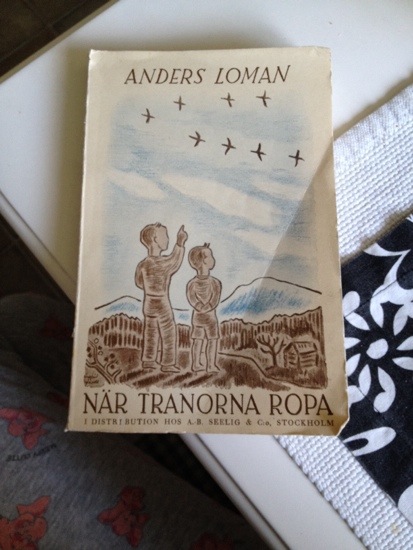 ANDERS LOMAN
NÄR TRANORNA ROPA
I DISTRIBUTION HOS A.-B. SEELIG & C:o, STOCKHOLM